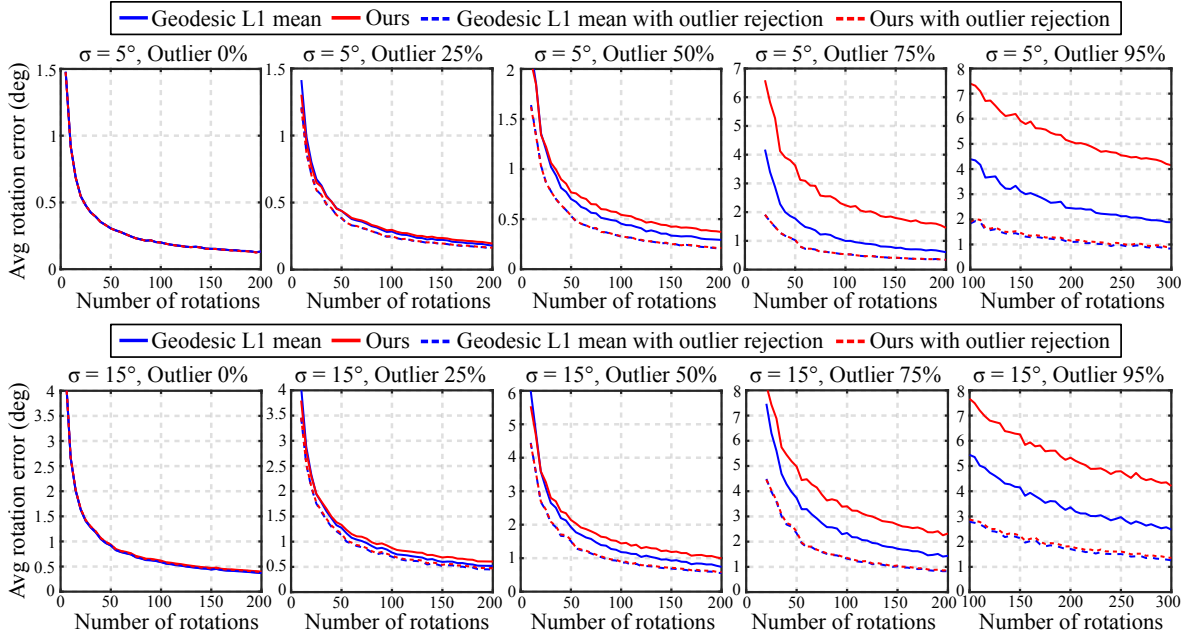 Geodesic L1 mean Ours Geodesic L1 mean with outlier rejection Ours with outlier rejection
σ = 5°, Outlier 0% σ = 5°, Outlier 25% σ = 5°, Outlier 50% σ = 5°, Outlier 75% σ = 5°, Outlier 95%
Avg rotation error (deg)
1.5 1.5 2 7 8
7
6
1.5 6
5
1 1 5
4
1 4
3
0.5 0.5 3
0.5 2 2
1 1
0 0 0 0 0
0 50 100 150 200 0 50 100 150 200 0 50 100 150 200 0 50 100 150 200 100 150 200 250 300
Number of rotations Number of rotations Number of rotations Number of rotations Number of rotations
Geodesic L1 mean Ours Geodesic L1 mean with outlier rejection Ours with outlier rejection
σ = 15°, Outlier 0% σ = 15°, Outlier 25% σ = 15°, Outlier 50% σ = 15°, Outlier 75% σ = 15°, Outlier 95%
Avg rotation error (deg)
4 4 6 8 8
3.5 3.5 7 7
5
3 3 6 6
2.5 2.5 4 5 5
2 2 3 4 4
1.5 1.5 3 3
2
1 1 2 2
0.5 0.5 1 1 1
0 0 0 0 0
0 50 100 150 200 0 50 100 150 200 0 50 100 150 200 0 50 100 150 200 100 150 200 250 300
Number of rotations Number of rotations Number of rotations Number of rotations Number of rotations